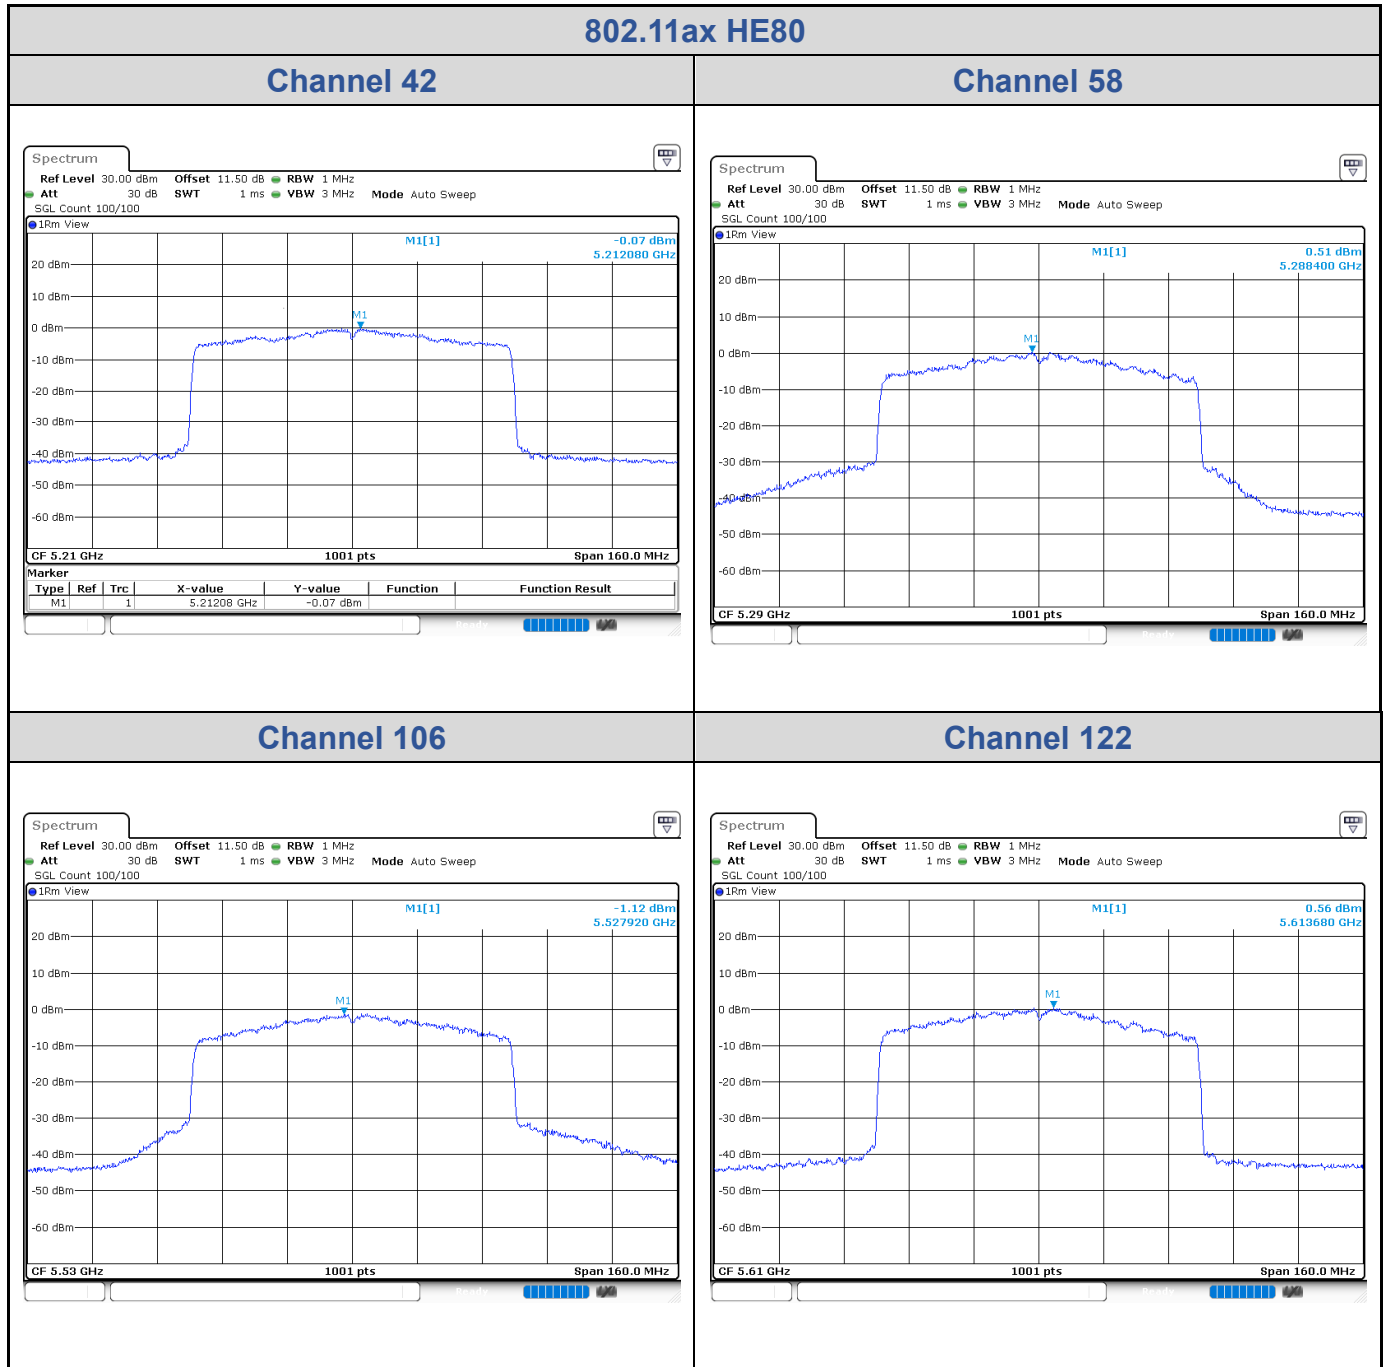 802.11ax HE80
Channel 42
Spectrum
Ref Level 30.00 dBm Offset 11.50 dB RBW 1 MHz
Att 30 dB SWT 1 ms VBW 3 MHz Mode Auto Sweep
SGL Count 100/100
1Rm View
M1[1] -0.07 dBm
5.212080 GHz
20 dBm
10 dBm
M1
0 dBm
-10 dBm
-20 dBm
-30 dBm
-40 dBm
-50 dBm
-60 dBm
CF 5.21 GHz 1001 pts Span 160.0 MHz
Marker
Type Ref Trc X-value Y-value Function Function Result
M1 1 5.21208 GHz -0.07 dBm
Ready
Channel 58
Spectrum
Ref Level 30.00 dBm Offset 11.50 dB RBW 1 MHz
Att 30 dB SWT 1 ms VBW 3 MHz Mode Auto Sweep
SGL Count 100/100
1Rm View
M1[1] 0.51 dBm
5.288400 GHz
20 dBm
10 dBm
M1
0 dBm
-10 dBm
-20 dBm
-30 dBm
-40 dBm
-50 dBm
-60 dBm
CF 5.29 GHz 1001 pts Span 160.0 MHz
Ready
Channel 106
Spectrum
Ref Level 30.00 dBm Offset 11.50 dB RBW 1 MHz
Att 30 dB SWT 1 ms VBW 3 MHz Mode Auto Sweep
SGL Count 100/100
1Rm View
M1[1] -1.12 dBm
5.527920 GHz
20 dBm
10 dBm
M1
0 dBm
-10 dBm
-20 dBm
-30 dBm
-40 dBm
-50 dBm
-60 dBm
CF 5.53 GHz 1001 pts Span 160.0 MHz
Ready
Channel 122
Spectrum
Ref Level 30.00 dBm Offset 11.50 dB RBW 1 MHz
Att 30 dB SWT 1 ms VBW 3 MHz Mode Auto Sweep
SGL Count 100/100
1Rm View
M1[1] 0.56 dBm
5.613680 GHz
20 dBm
10 dBm
M1
0 dBm
-10 dBm
-20 dBm
-30 dBm
-40 dBm
-50 dBm
-60 dBm
CF 5.61 GHz 1001 pts Span 160.0 MHz
Ready